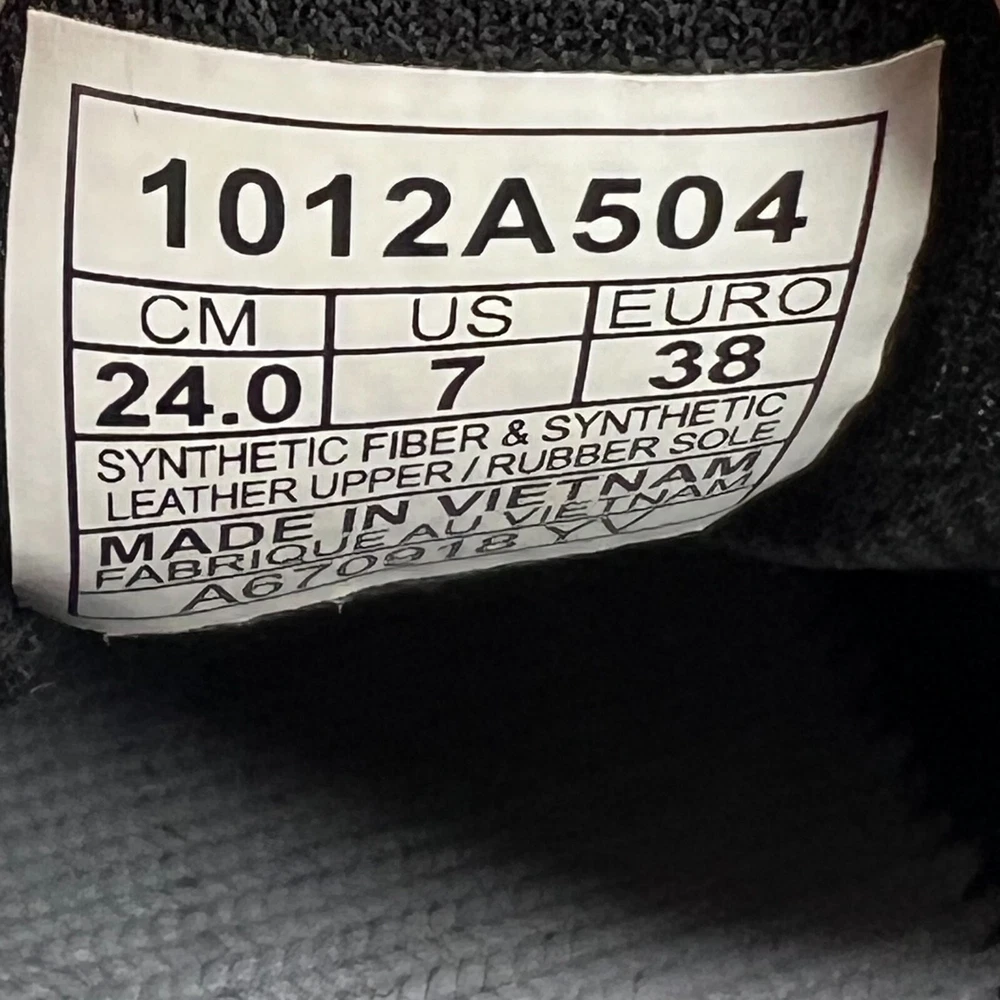 1012A504
CM US EURO
24.0 7 38
SYNTHETIC FIBER & SYNTHETIC
LEATHER UPPER / RUBBER SOLE
MADE IN VIETNAM
FABRIQUE AU VIETNAM
A670918 YV